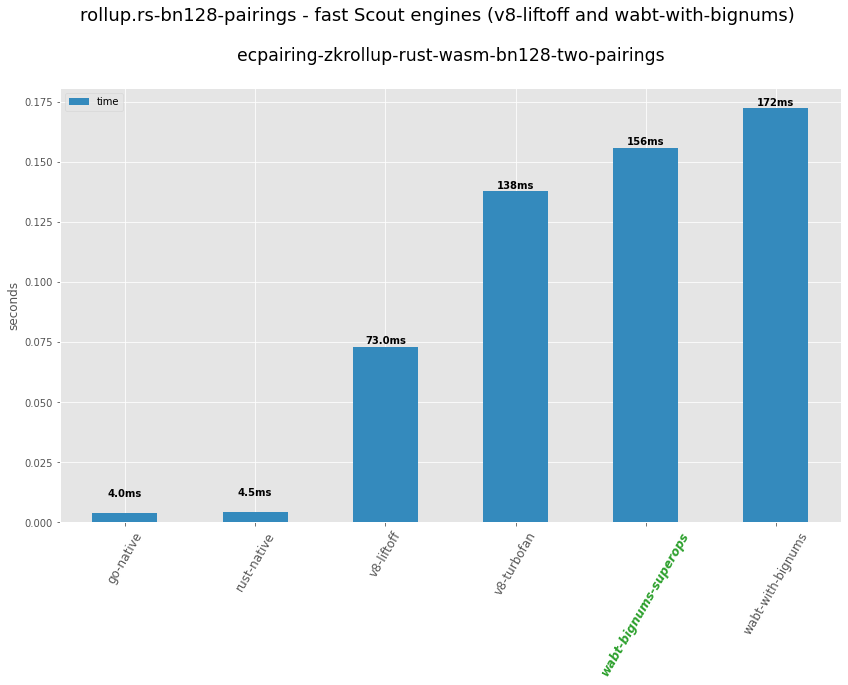 rollup.rs-bn128-pairings - fast Scout engines (v8-liftoff and wabt-with-bignums)
ecpairing-zkrollup-rust-wasm-bn128-two-pairings
time
0.175
0.150
0.125
0.100
0.075
0.050
0.025
0.000
seconds
4.0ms
4.5ms
73.0ms
138ms
156ms
172ms
go-native
rust-native
v8-liftoff
v8-turbofan
wabt-bignums-superops
wabt-with-bignums